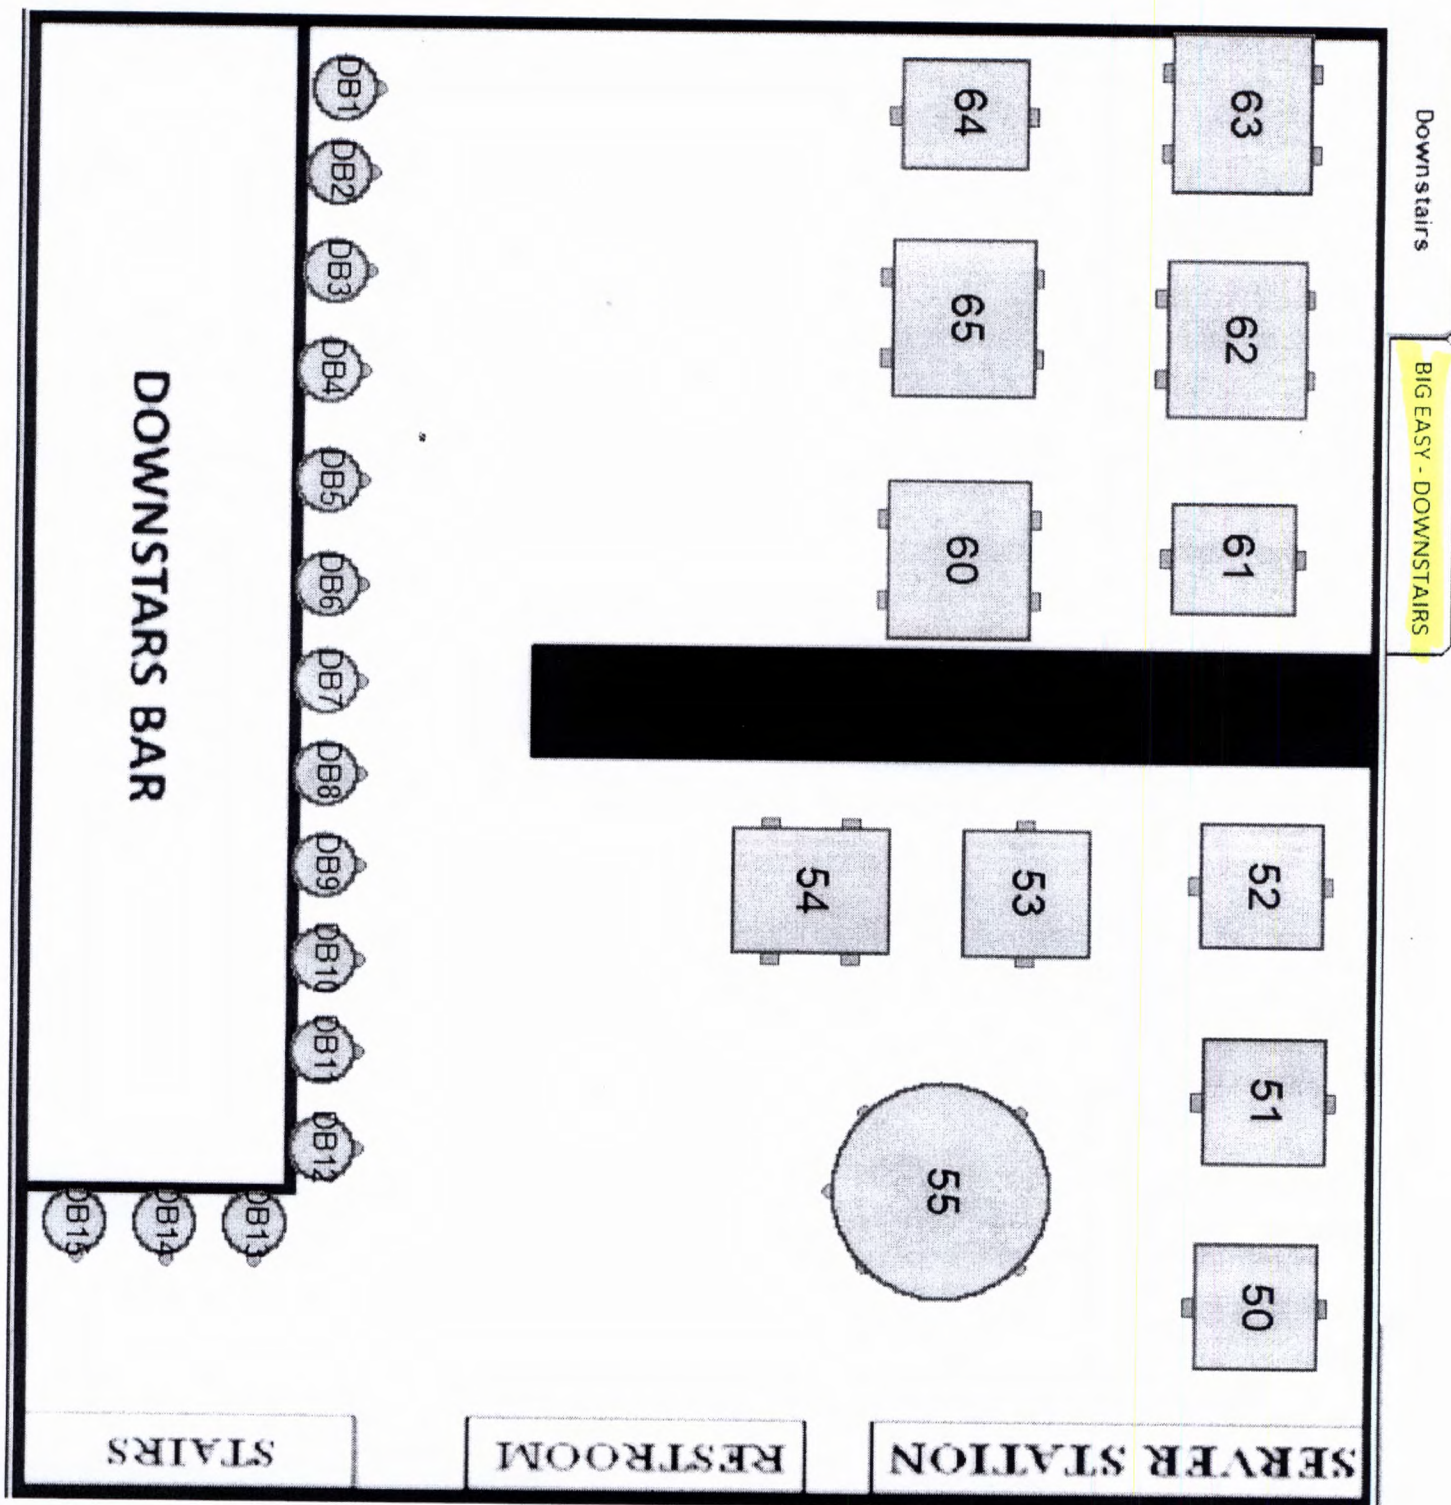 Downstairs
BIG EASY - DOWNSTAIRS
63
62
61
52
51
50
64
65
60
53
54
55
DB1
DB2
DB3
DB4
DB5
DB6
DB7
DB8
DB9
DB10
DB11
DB12
DB13
DB14
DB15
DOWNSTARS BAR
SERVER STATION
RESTROOM
STAIRS